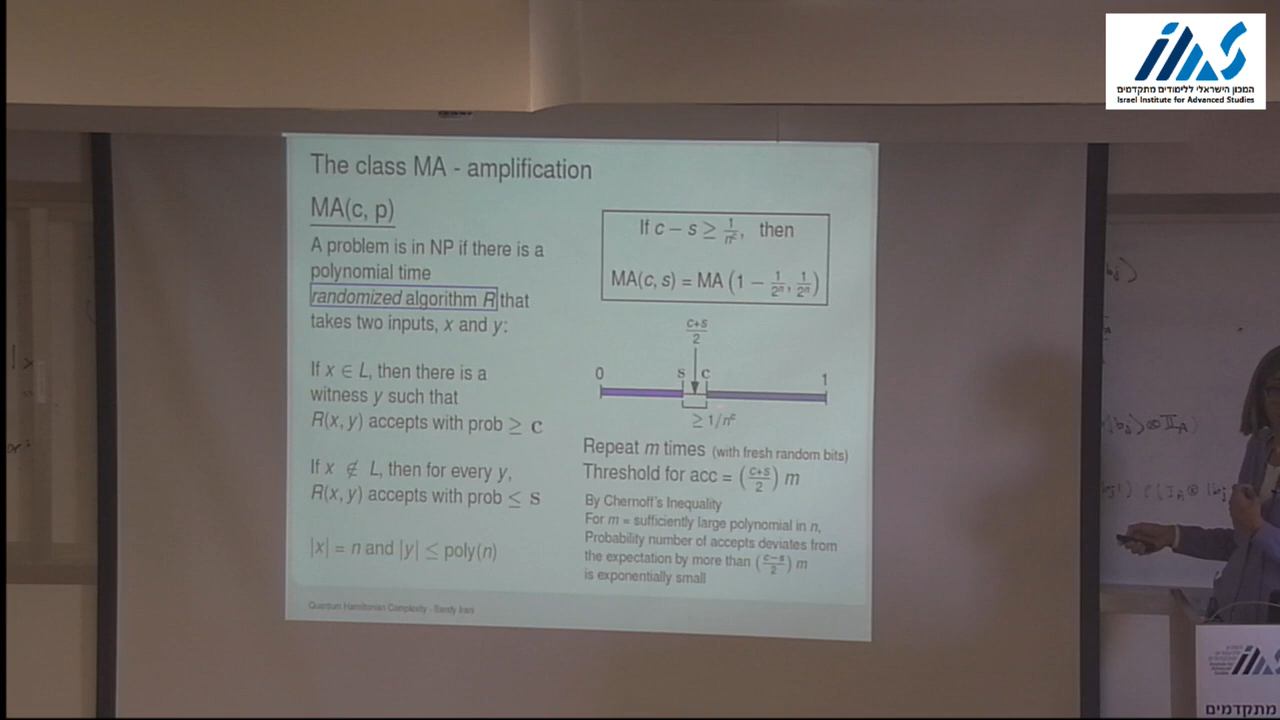 המכון הישראלי ללימודים מתקדמים
Israel Institute for Advanced Studies
The class MA - amplification
MA(c, p)
A problem is in NP if there is a
polynomial time
randomized algorithm R that
takes two inputs, x and y:
If x ∈ L, then there is a
witness y such that
R(x, y) accepts with prob ≥ c
If x ∉ L, then for every y,
R(x, y) accepts with prob ≤ s
|x| = n and |y| ≤ poly(n)
If c − s ≥ 1/n^c, then
MA(c, s) = MA (1 − 1/2^n, 1/2^n)
c+s/2
0 s c 1
≥ 1/n^c
Repeat m times (with fresh random bits)
Threshold for acc = (c+s/2) m
By Chernoff's Inequality
For m = sufficiently large polynomial in n,
Probability number of accepts deviates from
the expectation by more than (c−s/2) m
is exponentially small
Quantum Hamiltonian Complexity - Sandy Irani
מתקדמים